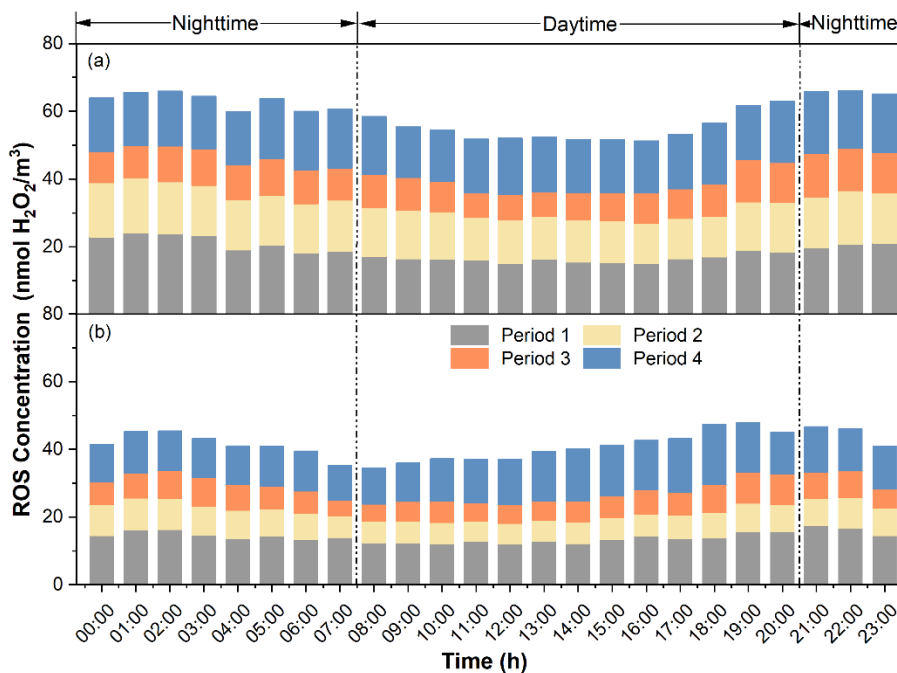 Nighttime Daytime Nighttime
80
(a)
60
40
20
80
(b)
Period 1 Period 2
Period 3 Period 4
60
40
20
0
ROS Concentration (nmol H₂O₂/m³)
00:00 01:00 02:00 03:00 04:00 05:00 06:00 07:00 08:00 09:00 10:00 11:00 12:00 13:00 14:00 15:00 16:00 17:00 18:00 19:00 20:00 21:00 22:00 23:00
Time (h)